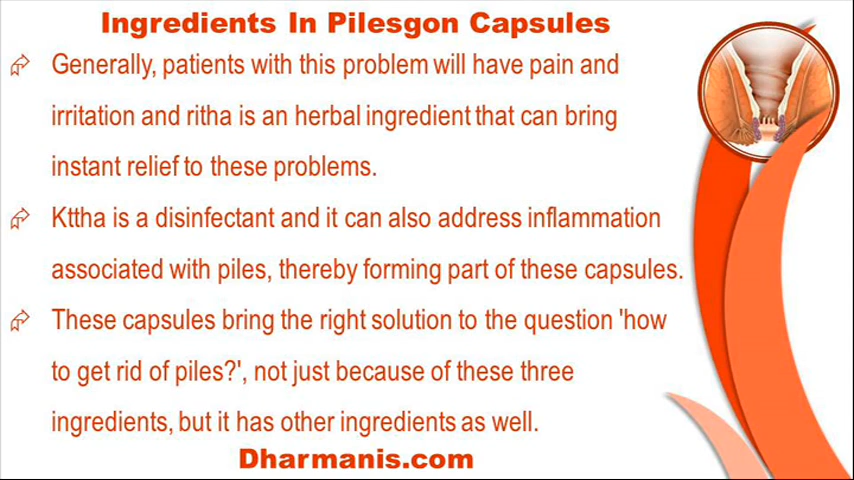 Ingredients In Pilesgon Capsules
Generally, patients with this problem will have pain and
irritation and ritha is an herbal ingredient that can bring
instant relief to these problems.
Kttha is a disinfectant and it can also address inflammation
associated with piles, thereby forming part of these capsules.
These capsules bring the right solution to the question 'how
to get rid of piles?', not just because of these three
ingredients, but it has other ingredients as well.
Dharmanis.com